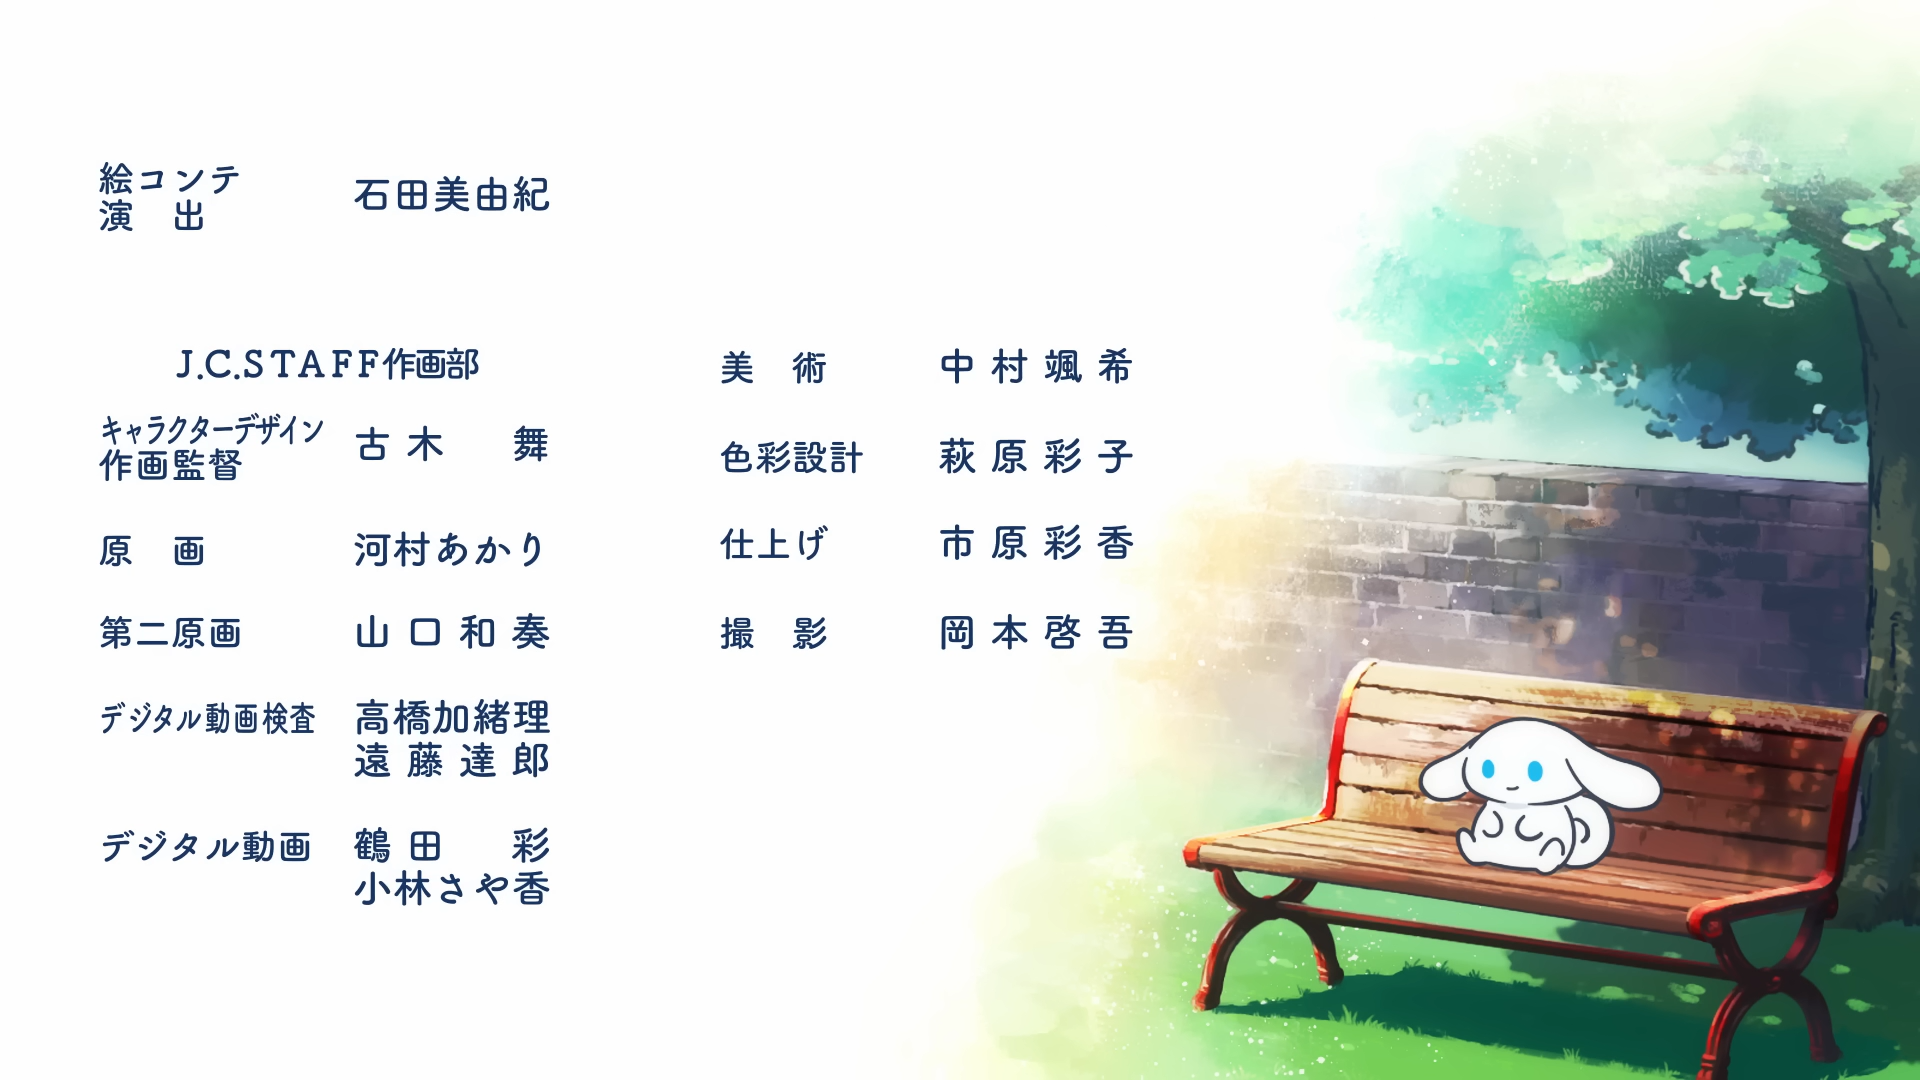 絵コンテ
演　出　石田美由紀
J.C.STAFF作画部
キャラクターデザイン
作画監督　古木　舞
原　画　河村あかり
第二原画　山口和奏
デジタル動画検査　高橋加緒理
遠藤達郎
デジタル動画　鶴田　彩
小林さや香
美　術　中村颯希
色彩設計　萩原彩子
仕上げ　市原彩香
撮　影　岡本啓吾